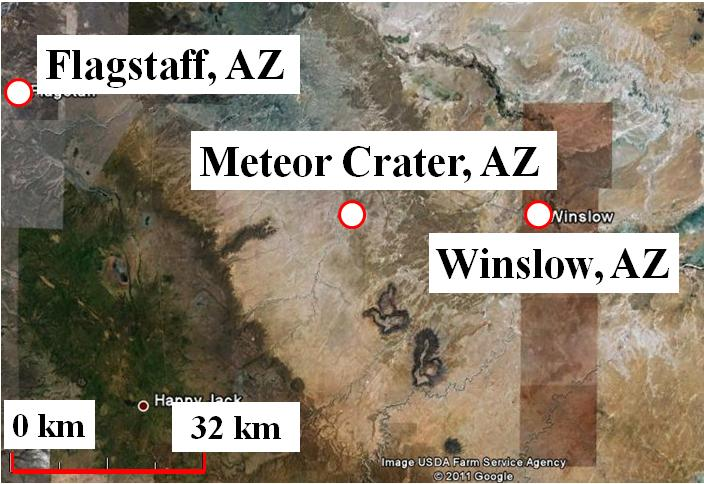 Flagstaff, AZ
Flagstaff
Meteor Crater, AZ
Winslow
Winslow, AZ
Happy Jack
0 km
32 km
Image USDA Farm Service Agency
© 2011 Google